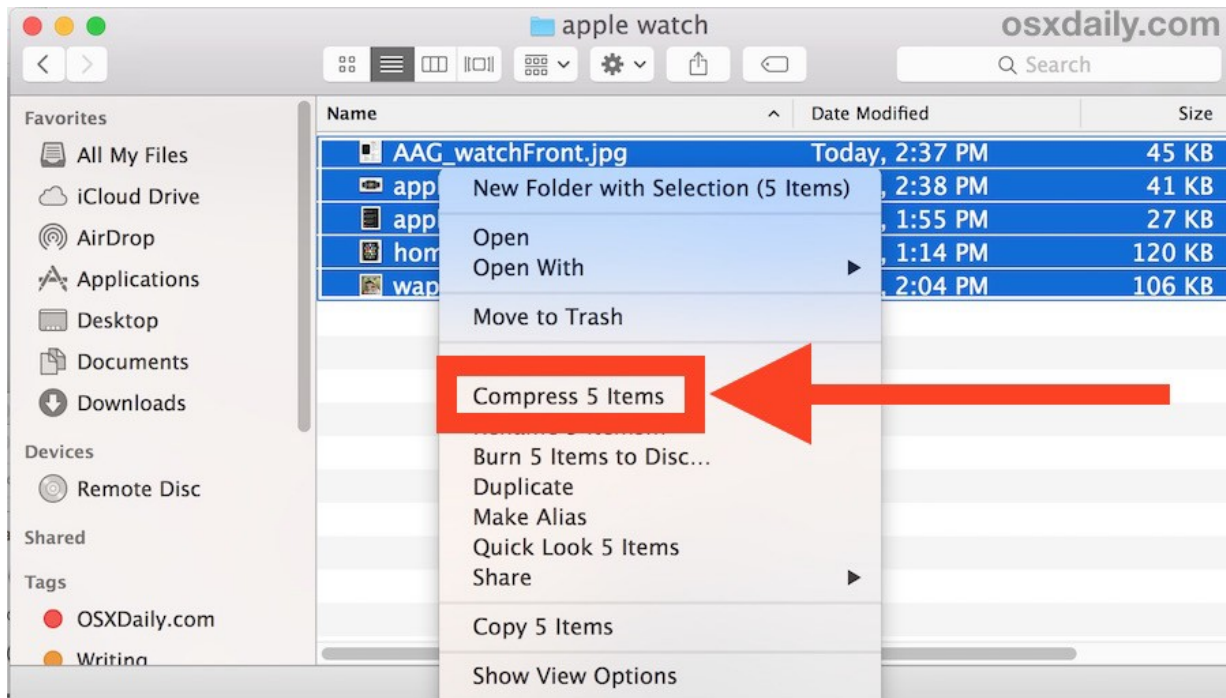 apple watch
osxdaily.com
Search
Favorites
All My Files
iCloud Drive
AirDrop
Applications
Desktop
Documents
Downloads
Devices
Remote Disc
Shared
Tags
OSXDaily.com
Writing
Name Date Modified Size
AAG_watchFront.jpg Today, 2:37 PM 45 KB
2:38 PM 41 KB
1:55 PM 27 KB
1:14 PM 120 KB
2:04 PM 106 KB
New Folder with Selection (5 Items)
Open
Open With
Move to Trash
Compress 5 Items
Burn 5 Items to Disc...
Duplicate
Make Alias
Quick Look 5 Items
Share
Copy 5 Items
Show View Options